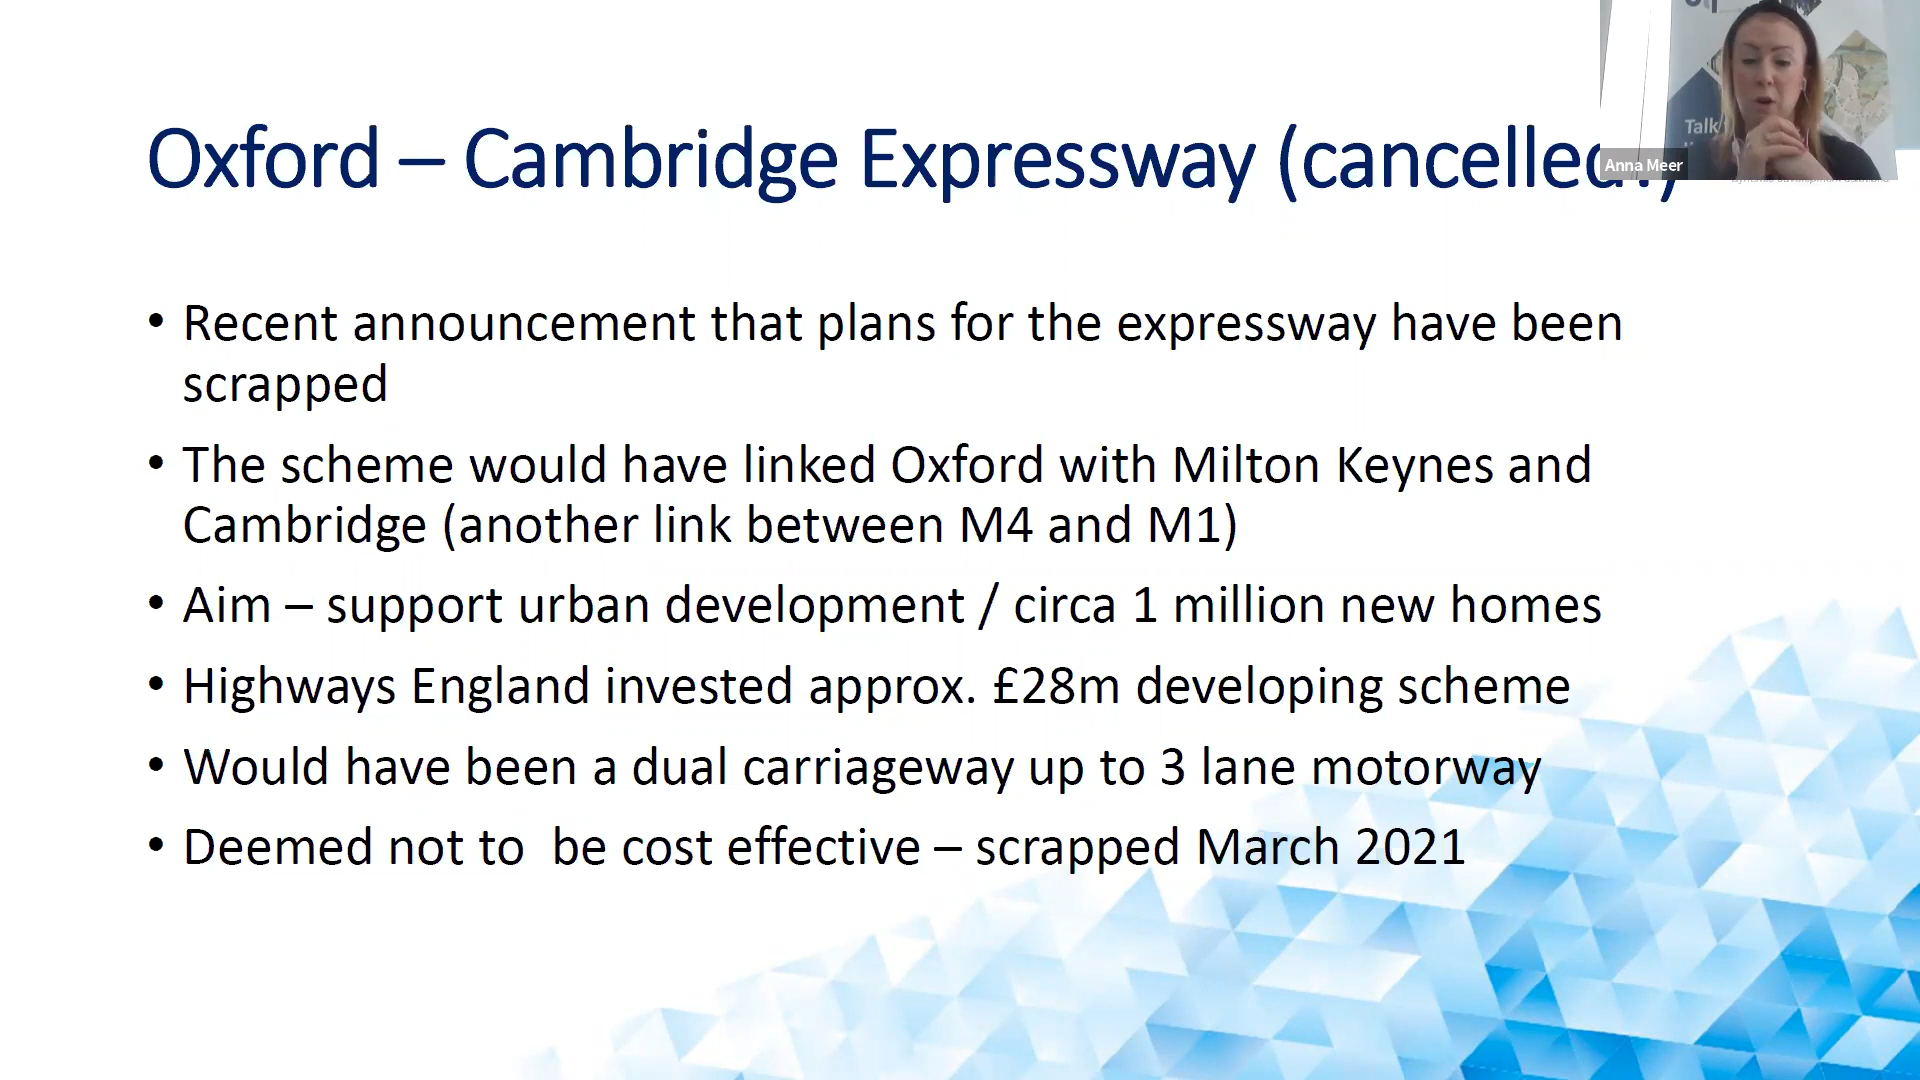 Oxford – Cambridge Expressway (cancelled
Talk
Anna Meer
• Recent announcement that plans for the expressway have been
scrapped
• The scheme would have linked Oxford with Milton Keynes and
Cambridge (another link between M4 and M1)
• Aim – support urban development / circa 1 million new homes
• Highways England invested approx. £28m developing scheme
• Would have been a dual carriageway up to 3 lane motorway
• Deemed not to  be cost effective – scrapped March 2021